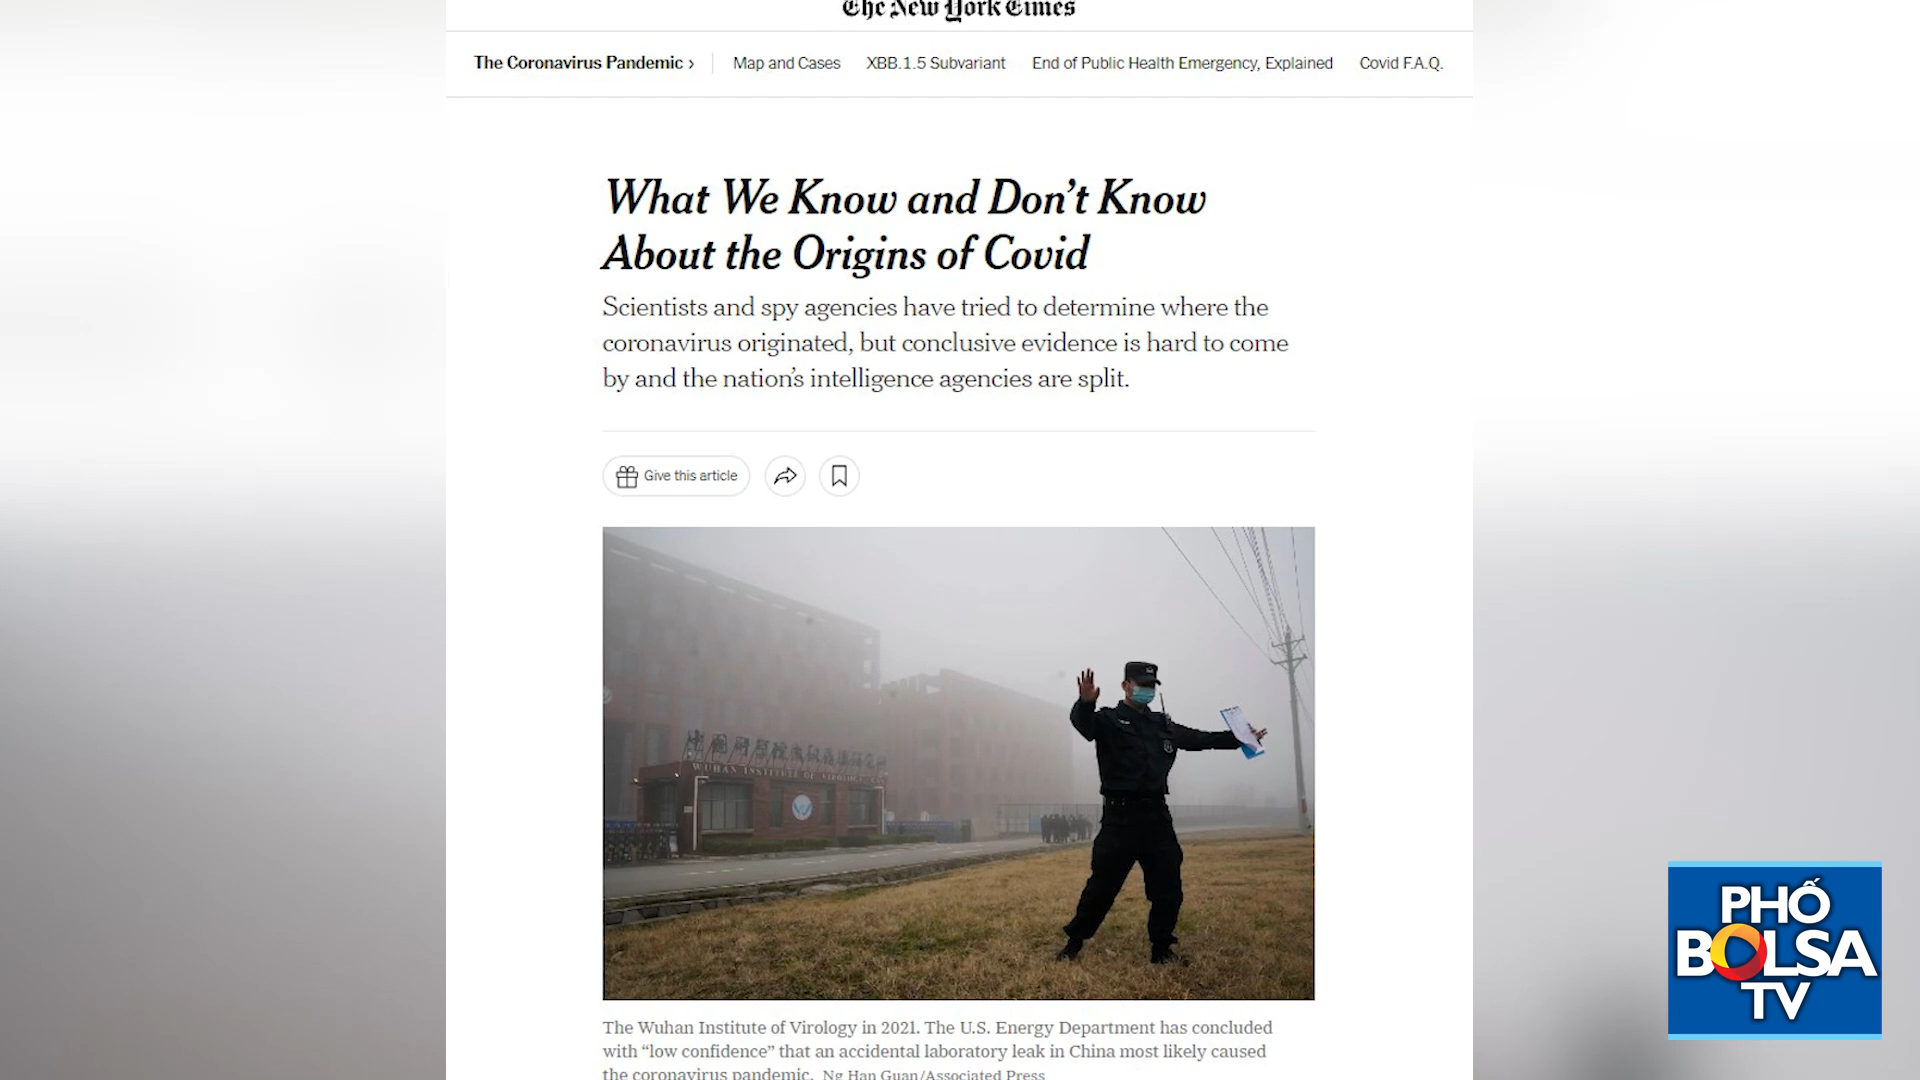 The New York Times
The Coronavirus Pandemic › Map and Cases XBB.1.5 Subvariant End of Public Health Emergency, Explained Covid F.A.Q.
What We Know and Don’t Know
About the Origins of Covid
Scientists and spy agencies have tried to determine where the
coronavirus originated, but conclusive evidence is hard to come
by and the nation’s intelligence agencies are split.
Give this article
WUHAN INSTITUTE OF VIROLOGY
The Wuhan Institute of Virology in 2021. The U.S. Energy Department has concluded
with “low confidence” that an accidental laboratory leak in China most likely caused
the coronavirus pandemic. Ng Han Guan/Associated Press
PHỐ
BOLSA
TV